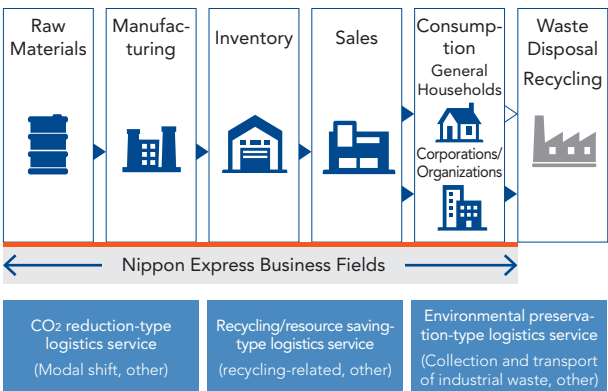 Raw
Materials
Manufac-
turing
Inventory
Sales
Consump-
tion
General
Households
Corporations/
Organizations
Waste
Disposal
Recycling
Nippon Express Business Fields
CO2 reduction-type
logistics service
(Modal shift, other)
Recycling/resource saving-
type logistics service
(recycling-related, other)
Environmental preserva-
tion-type logistics service
(Collection and transport
of industrial waste, other)